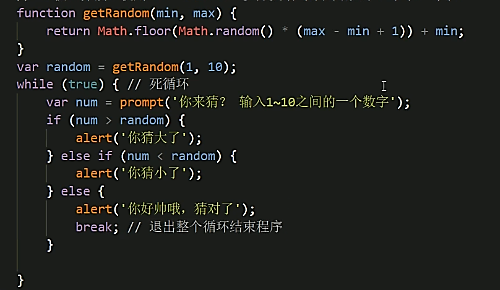 function getRandom(min, max) {
return Math.floor(Math.random() * (max - min + 1)) + min;
}
var random = getRandom(1, 10);
while (true) { // 死循环
var num = prompt('你来猜？ 输入1~10之间的一个数字');
if (num > random) {
alert('你猜大了');
} else if (num < random) {
alert('你猜小了');
} else {
alert('你好帅哦，猜对了');
break; // 退出整个循环结束程序
}
}